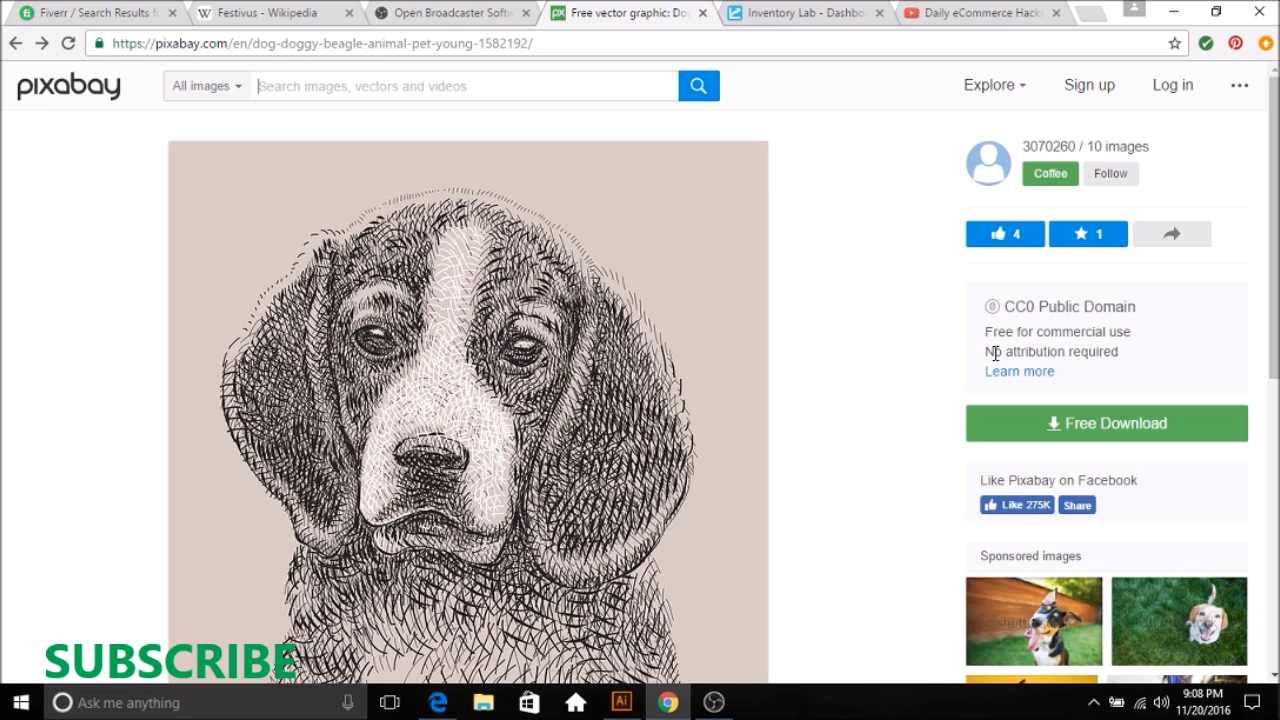 Fiverr / Search Results fo
Festivus - Wikipedia
Open Broadcaster Softw
Free vector graphic: Dog
Inventory Lab - Dashbo
Daily eCommerce Hack
https://pixabay.com/en/dog-doggy-beagle-animal-pet-young-1582192/
pixabay
All images
Search images, vectors and videos
Explore
Sign up
Log in
3070260 / 10 images
Coffee
Follow
4
1
CC0 Public Domain
Free for commercial use
No attribution required
Learn more
Free Download
Like Pixabay on Facebook
Like 275K
Share
Sponsored images
SUBSCRIBE
Ask me anything
Ai
9:08 PM
11/20/2016